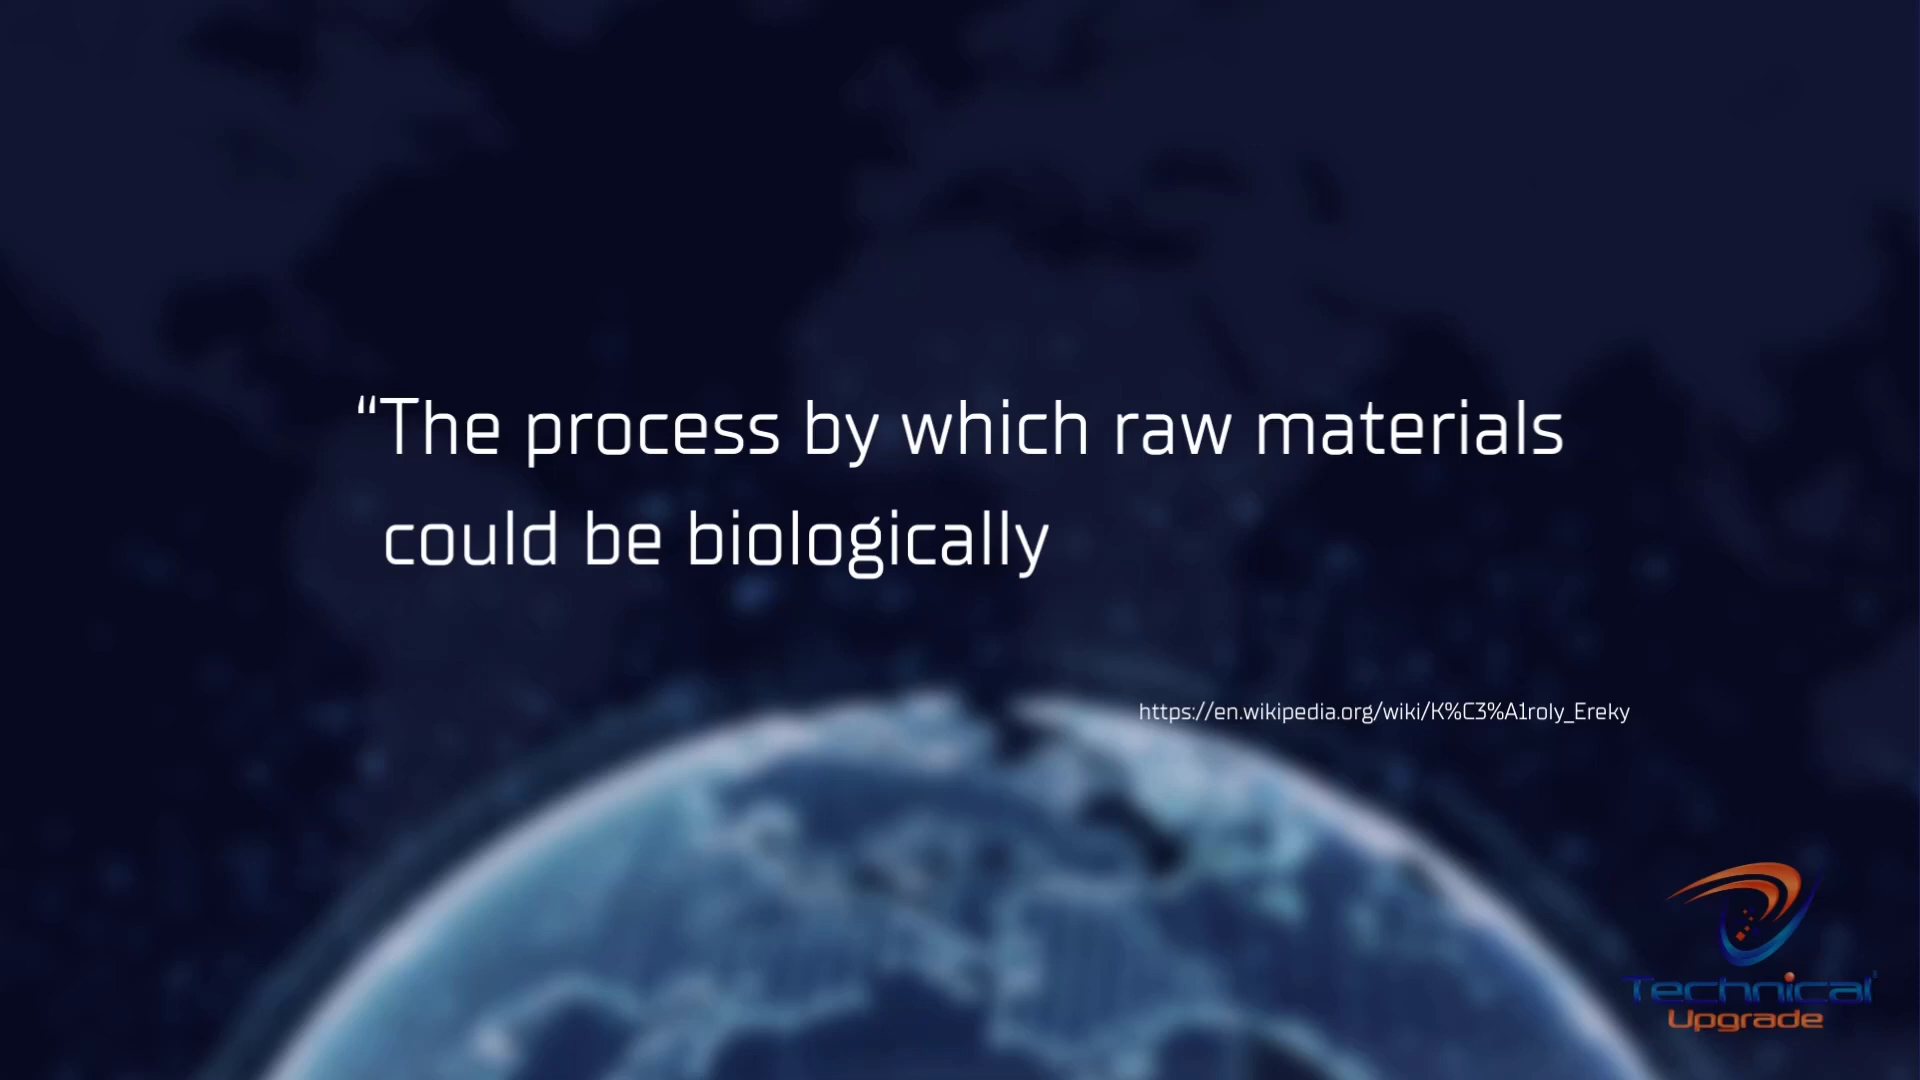 “The process by which raw materials
could be biologically
https://en.wikipedia.org/wiki/K%C3%A1roly_Ereky
Technical
Upgrade